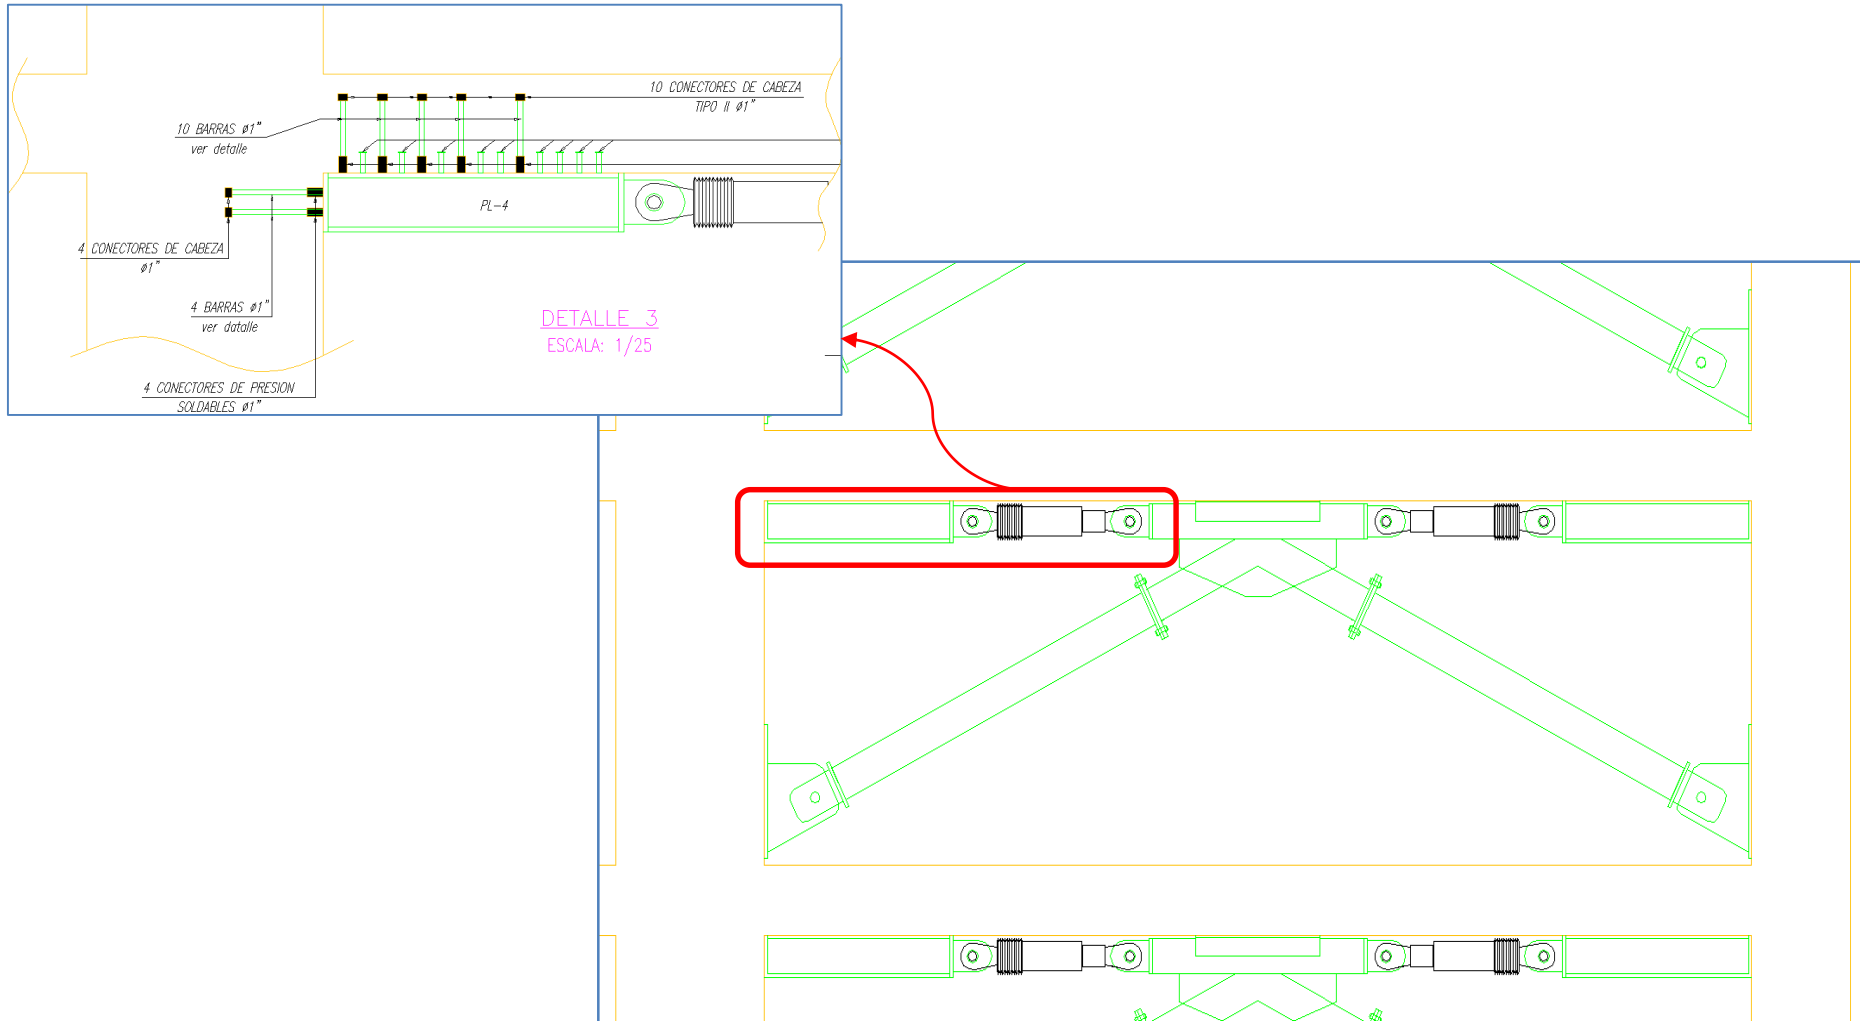 10 CONECTORES DE CABEZA
TIPO II ø1"
10 BARRAS ø1"
ver detalle
PL-4
4 CONECTORES DE CABEZA
ø1"
4 BARRAS ø1"
ver datalle
DETALLE 3
ESCALA: 1/25
4 CONECTORES DE PRESION
SOLDABLES ø1"